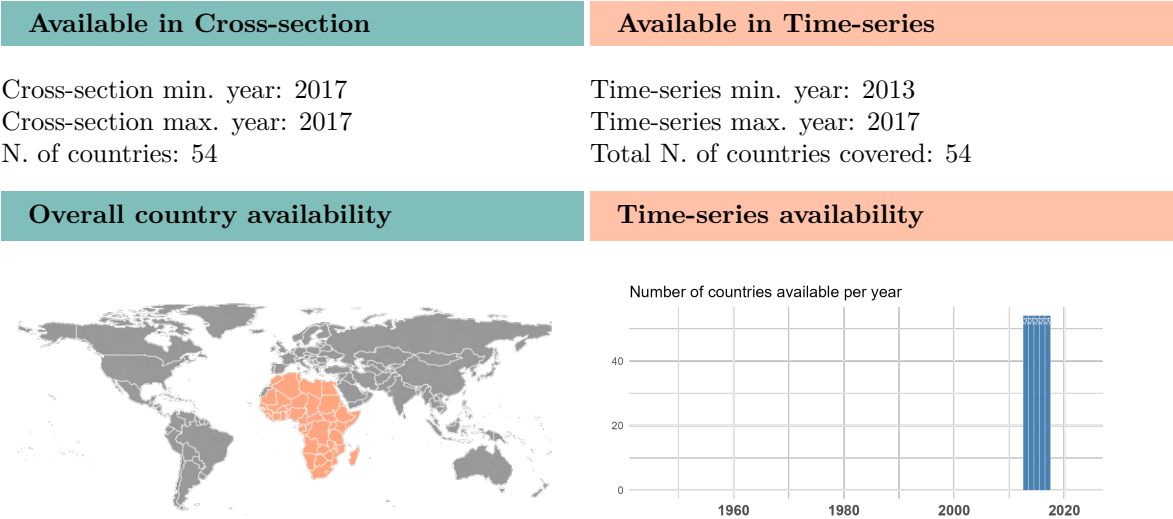 Available in Cross-section
Cross-section min. year: 2017
Cross-section max. year: 2017
N. of countries: 54
Available in Time-series
Time-series min. year: 2013
Time-series max. year: 2017
Total N. of countries covered: 54
Overall country availability
Time-series availability
Number of countries available per year
40
20
0
1960
1980
2000
2020